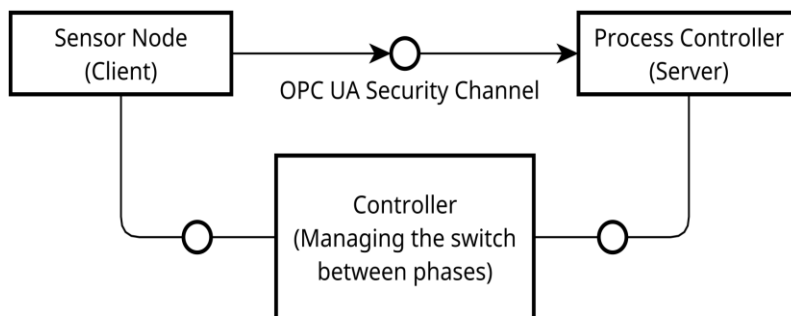 Sensor Node
(Client)
OPC UA Security Channel
Process Controller
(Server)
Controller
(Managing the switch
between phases)